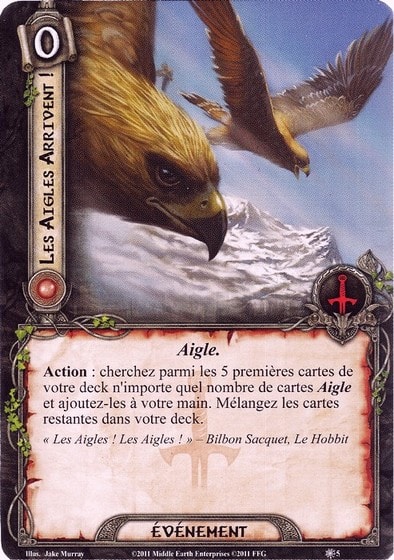 0
LES AIGLES ARRIVENT !
Aigle.
Action : cherchez parmi les 5 premières cartes de
votre deck n'importe quel nombre de cartes Aigle
et ajoutez-les à votre main. Mélangez les cartes
restantes dans votre deck.
« Les Aigles ! Les Aigles ! » – Bilbon Sacquet, Le Hobbit
ÉVÉNEMENT
Illus. Jake Murray
©2011 Middle Earth Enterprises ©2011 FFG
5